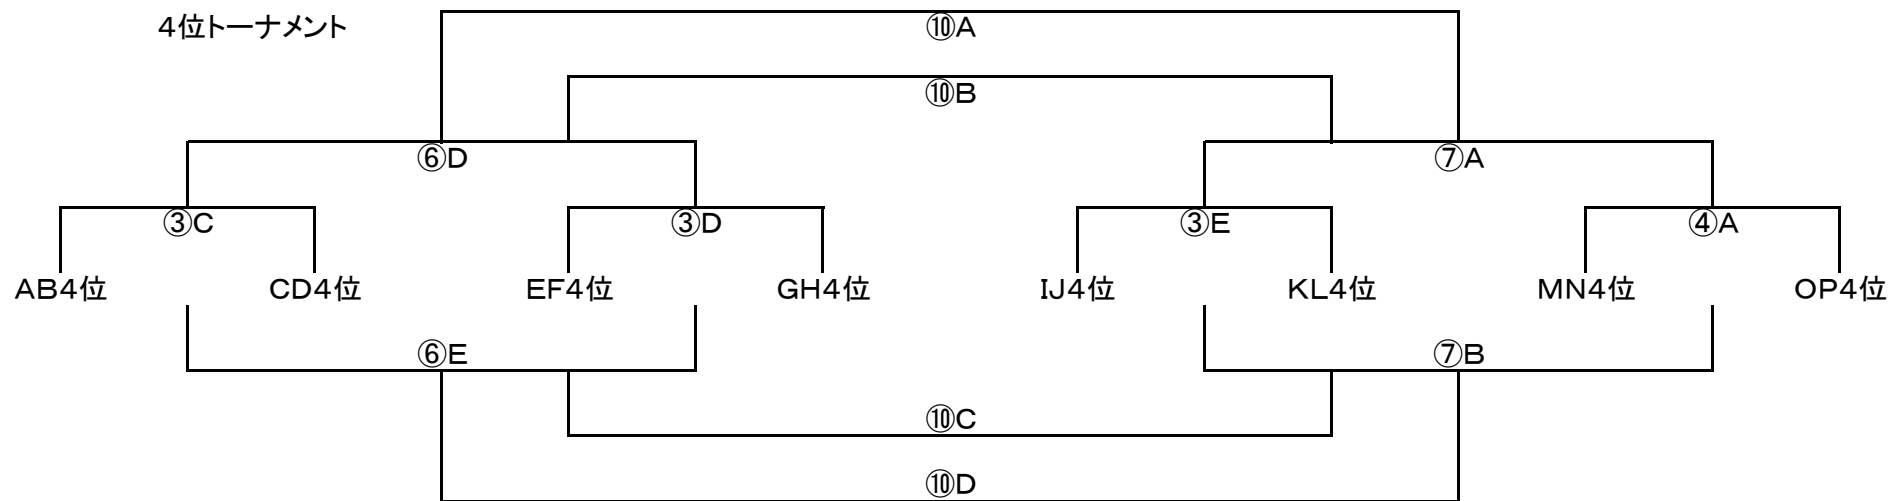 4位トーナメント
⑩A
⑩B
⑥D
⑦A
③C
③D
③E
④A
AB4位
CD4位
EF4位
GH4位
IJ4位
KL4位
MN4位
OP4位
⑥E
⑦B
⑩C
⑩D